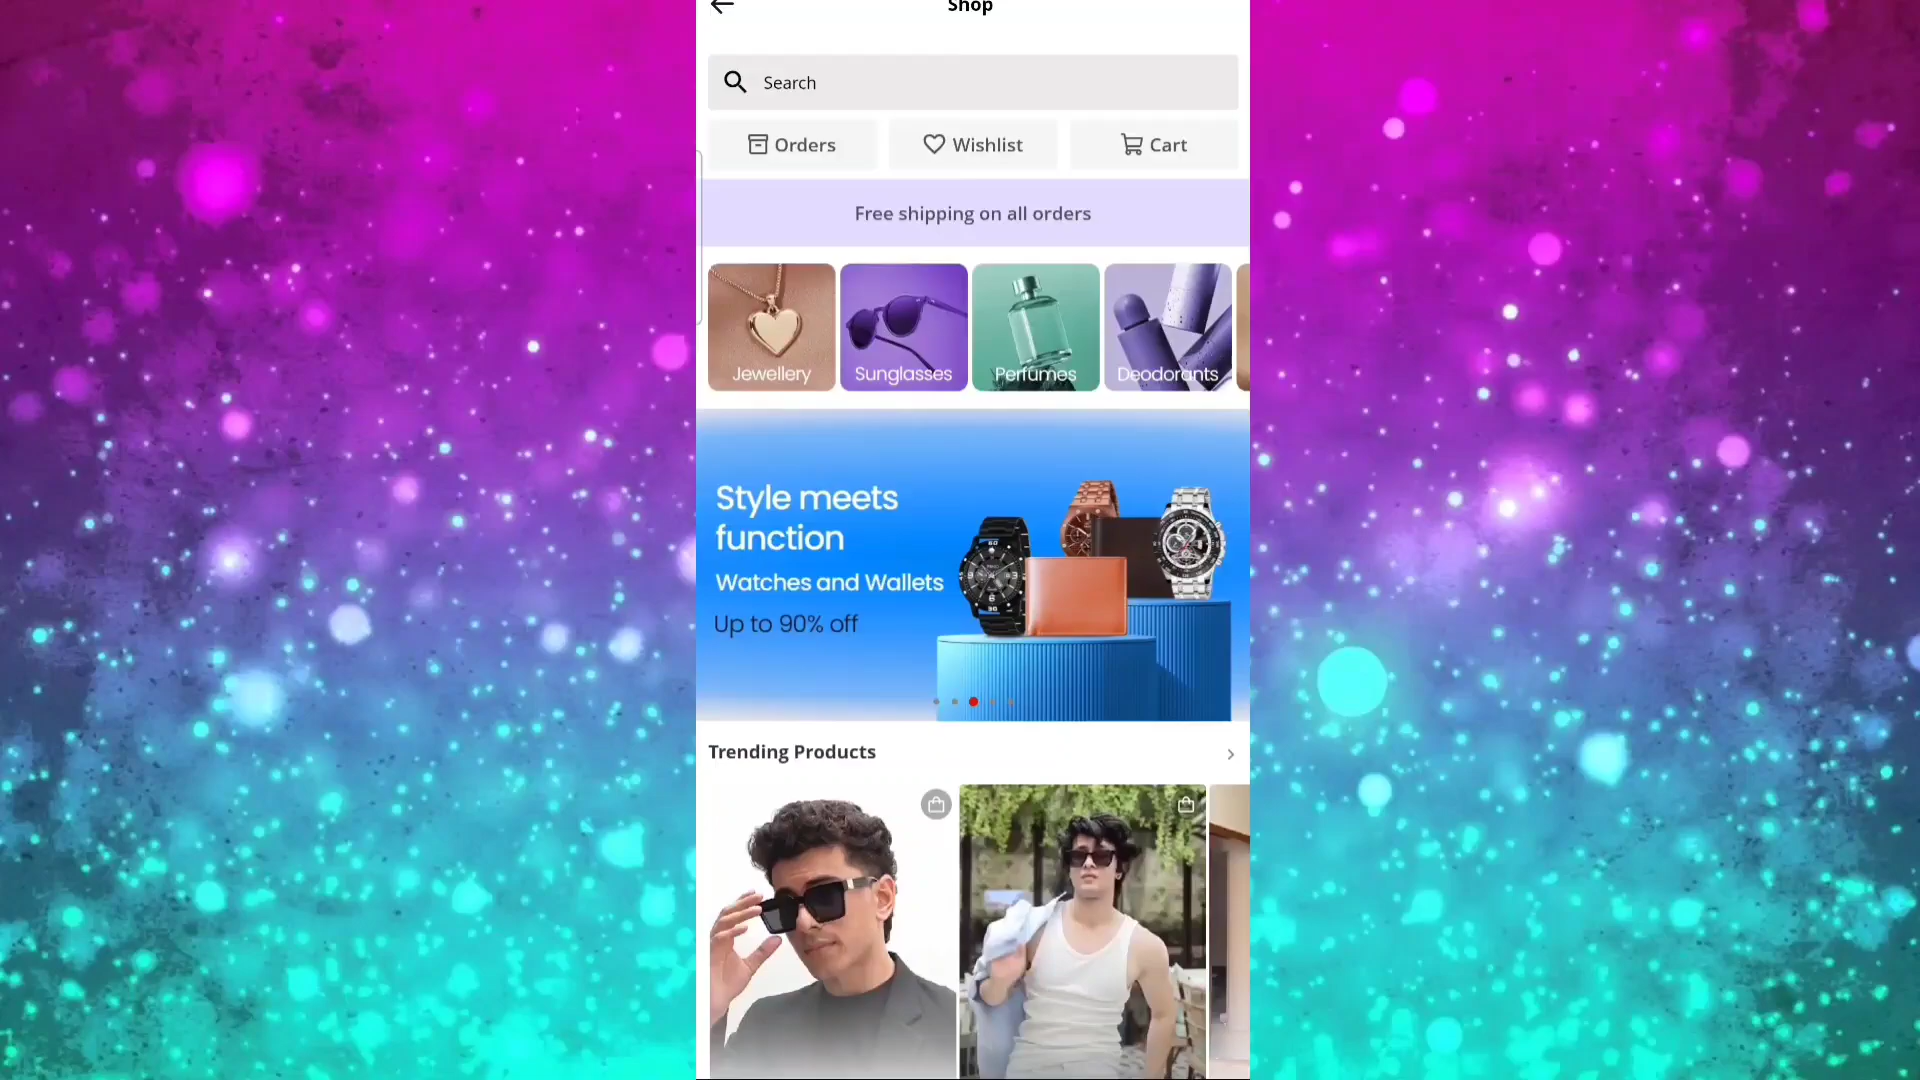 Shop
Search
Orders
Wishlist
Cart
Free shipping on all orders
Jewellery
Sunglasses
Perfumes
Deodorants
Style meets
function
Watches and Wallets
Up to 90% off
Trending Products